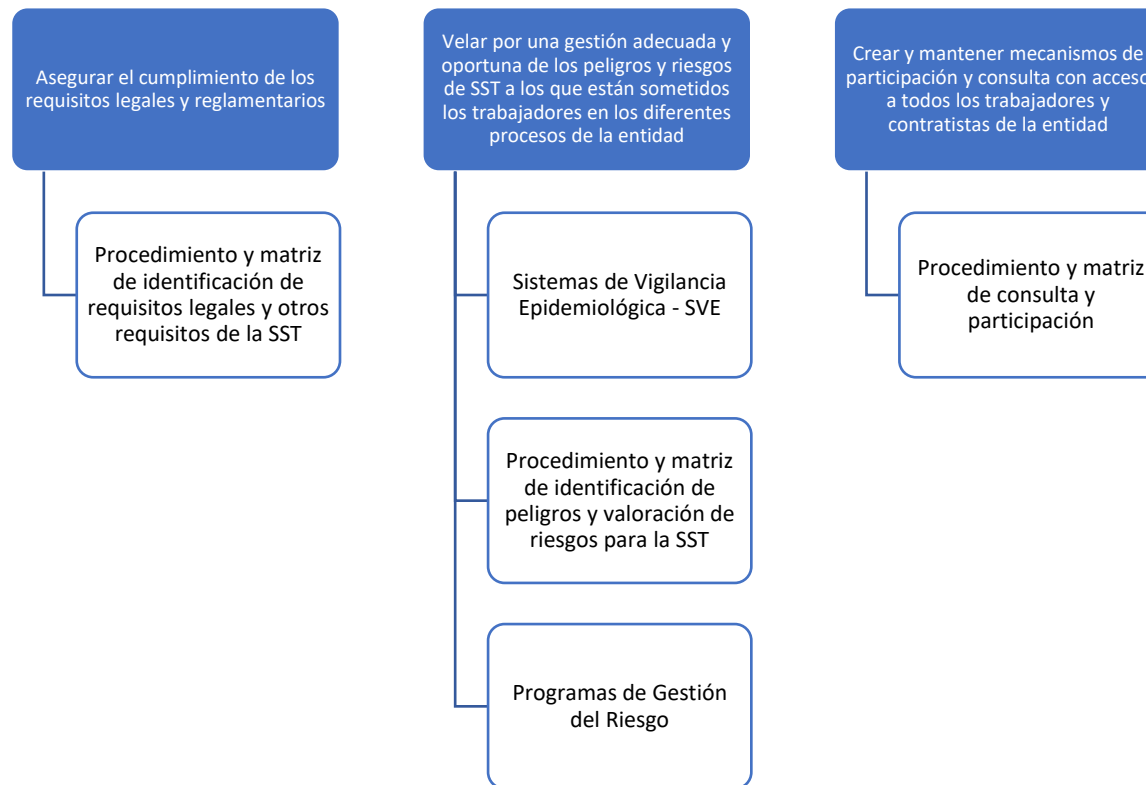 Asegurar el cumplimiento de los
requisitos legales y reglamentarios
Procedimiento y matriz
de identificación de
requisitos legales y otros
requisitos de la SST
Velar por una gestión adecuada y
oportuna de los peligros y riesgos
de SST a los que están sometidos
los trabajadores en los diferentes
procesos de la entidad
Sistemas de Vigilancia
Epidemiológica - SVE
Procedimiento y matriz
de identificación de
peligros y valoración de
riesgos para la SST
Programas de Gestión
del Riesgo
Crear y mantener mecanismos de
participación y consulta con acceso
a todos los trabajadores y
contratistas de la entidad
Procedimiento y matriz
de consulta y
participación